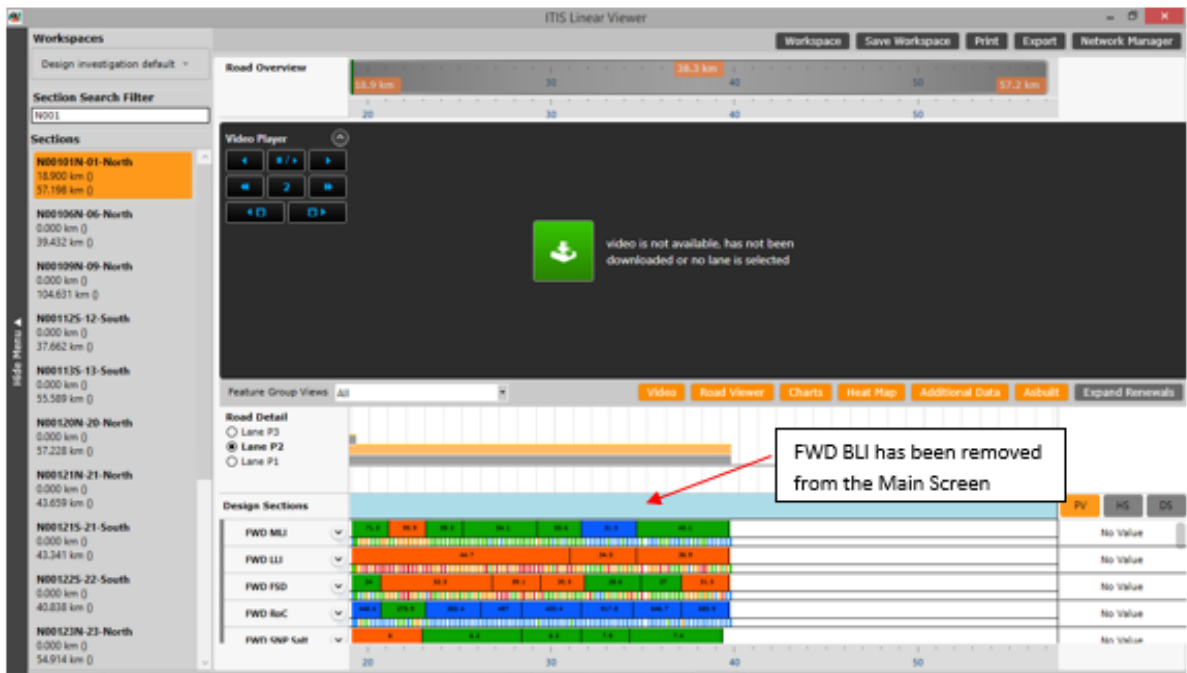 ITIS Linear Viewer
Workspaces
Workspace Save Workspace Print Export Network Manager
Design investigation default
Road Overview
18.9 km 30 38.3 km 40 50 57.2 km
20 30 40 50
Section Search Filter
N001
Sections
N00101N-01-North
18.900 km ()
57.198 km ()
N00106N-06-North
0.000 km ()
39.432 km ()
N00109N-09-North
0.000 km ()
104.631 km ()
N00112S-12-South
0.000 km ()
37.662 km ()
N00113S-13-South
0.000 km ()
55.589 km ()
N00120N-20-North
0.000 km ()
57.228 km ()
N00121N-21-North
0.000 km ()
43.659 km ()
N00121S-21-South
0.000 km ()
43.341 km ()
N00122S-22-South
0.000 km ()
40.838 km ()
N00123N-23-North
0.000 km ()
54.914 km ()
Hide Menu
Video Player
2
video is not available, has not been
downloaded or no lane is selected
Feature Group Views All
Video Road Viewer Charts Heat Map Additional Data Asbuilt Expand Renewals
Road Detail
Lane P3
Lane P2
Lane P1
FWD BLI has been removed
from the Main Screen
Design Sections
PV HS DS
FWD MLI No Value
FWD LLI No Value
FWD FSD No Value
FWD RoC No Value
FWD SNP Salt No Value
20 30 40 50